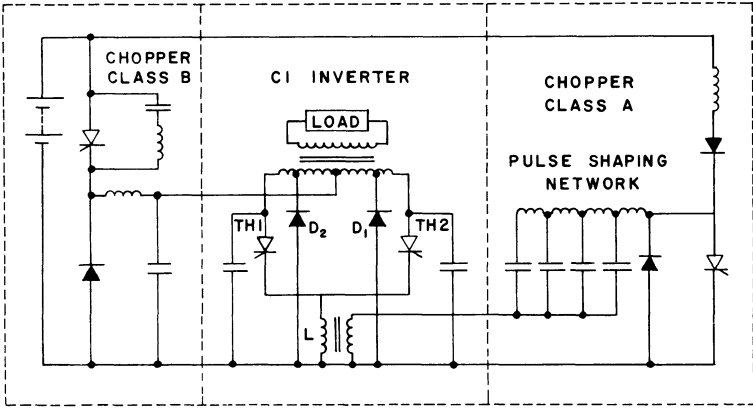 CHOPPER
CLASS B
CI INVERTER
CHOPPER
CLASS A
LOAD
PULSE SHAPING
NETWORK
TH1
D₂
D₁
TH2
L